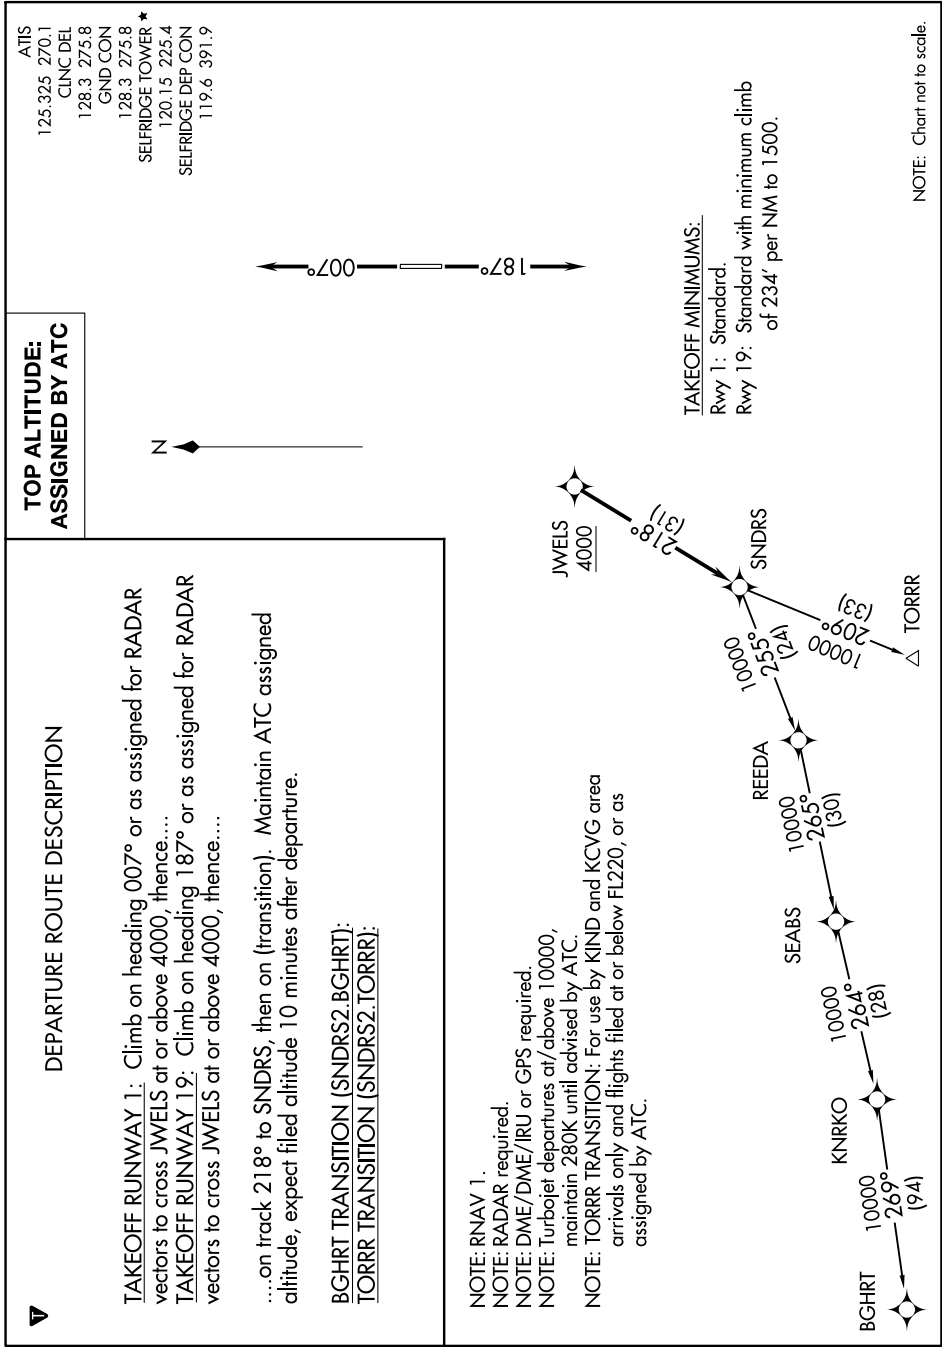 DEPARTURE ROUTE DESCRIPTION
TAKEOFF RUNWAY 1: Climb on heading 007° or as assigned for RADAR
vectors to cross JWELS at or above 4000, thence....
TAKEOFF RUNWAY 19: Climb on heading 187° or as assigned for RADAR
vectors to cross JWELS at or above 4000, thence....
....on track 218° to SNDRS, then on (transition). Maintain ATC assigned
altitude, expect filed altitude 10 minutes after departure.
BGHRT TRANSITION (SNDRS2.BGHRT):
TORRR TRANSITION (SNDRS2.TORRR):
TOP ALTITUDE:
ASSIGNED BY ATC
ATIS
125.325 270.1
CLNC DEL
128.3 275.8
GND CON
128.3 275.8
SELFRIDGE TOWER ★
120.15 225.4
SELFRIDGE DEP CON
119.6 391.9
N
007°
187°
NOTE: RNAV 1.
NOTE: RADAR required.
NOTE: DME/DME/IRU or GPS required.
NOTE: Turbojet departures at/above 10000,
maintain 280K until advised by ATC.
NOTE: TORRR TRANSITION: For use by KIND and KCVG area
arrivals only and flights filed at or below FL220, or as
assigned by ATC.
JWELS
4000
218°
(31)
SNDRS
10000
209°
(33)
TORRR
10000
255°
(24)
REEDA
10000
265°
(30)
SEABS
10000
264°
(28)
KNRKO
10000
269°
(94)
BGHRT
TAKEOFF MINIMUMS:
Rwy 1: Standard.
Rwy 19: Standard with minimum climb
of 234' per NM to 1500.
NOTE: Chart not to scale.
T